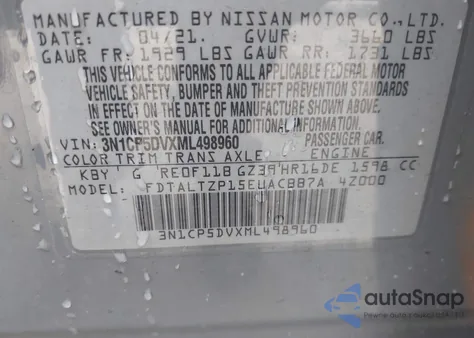 MANUFACTURED BY NISSAN MOTOR CO.,LTD.
DATE: 04/21. GVWR: 3660 LBS
GAWR FR: 1929 LBS GAWR RR: 1731 LBS
THIS VEHICLE CONFORMS TO ALL APPLICABLE FEDERAL MOTOR
VEHICLE SAFETY, BUMPER AND THEFT PREVENTION STANDARDS
IN EFFECT ON THE DATE OF MANUFACTURE SHOWN ABOVE.
SEE OWNER'S MANUAL FOR ADDITIONAL INFORMATION.
VIN: 3N1CP5DVXML498960 PASSENGER CAR.
COLOR TRIM TRANS AXLE ENGINE
KBY G RE0F11B GZ39 HR16DE 1598 CC
MODEL: FDTALTZP15EUACBB7A 4Z000
3N1CP5DVXML498960
autoSnap